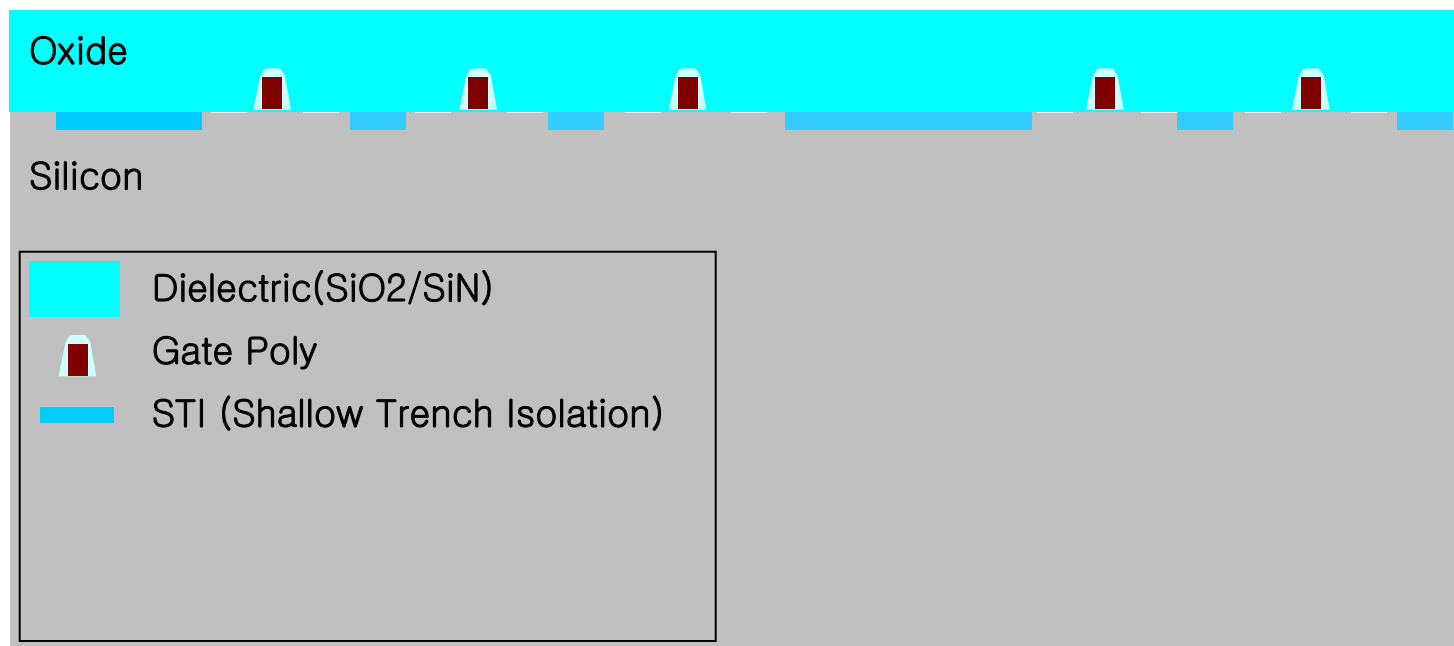 Oxide
Silicon
Dielectric(SiO2/SiN)
Gate Poly
STI (Shallow Trench Isolation)